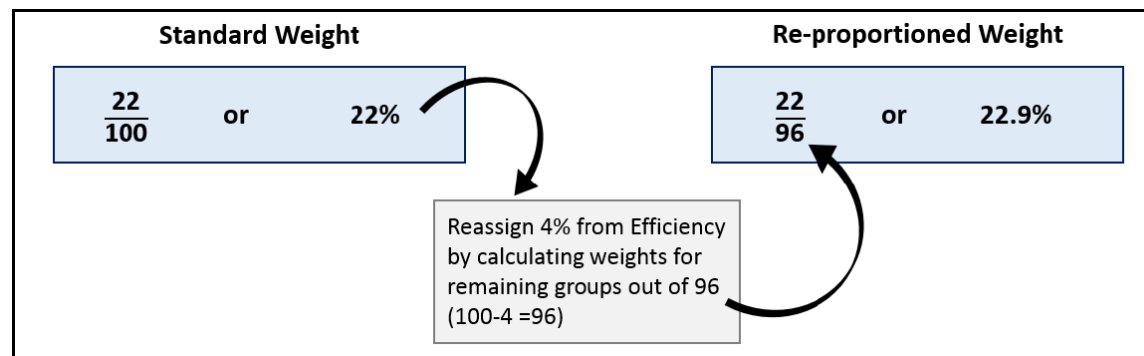 Standard Weight
22
100
or
22%
Re-proportioned Weight
22
96
or
22.9%
Reassign 4% from Efficiency
by calculating weights for
remaining groups out of 96
(100-4 =96)